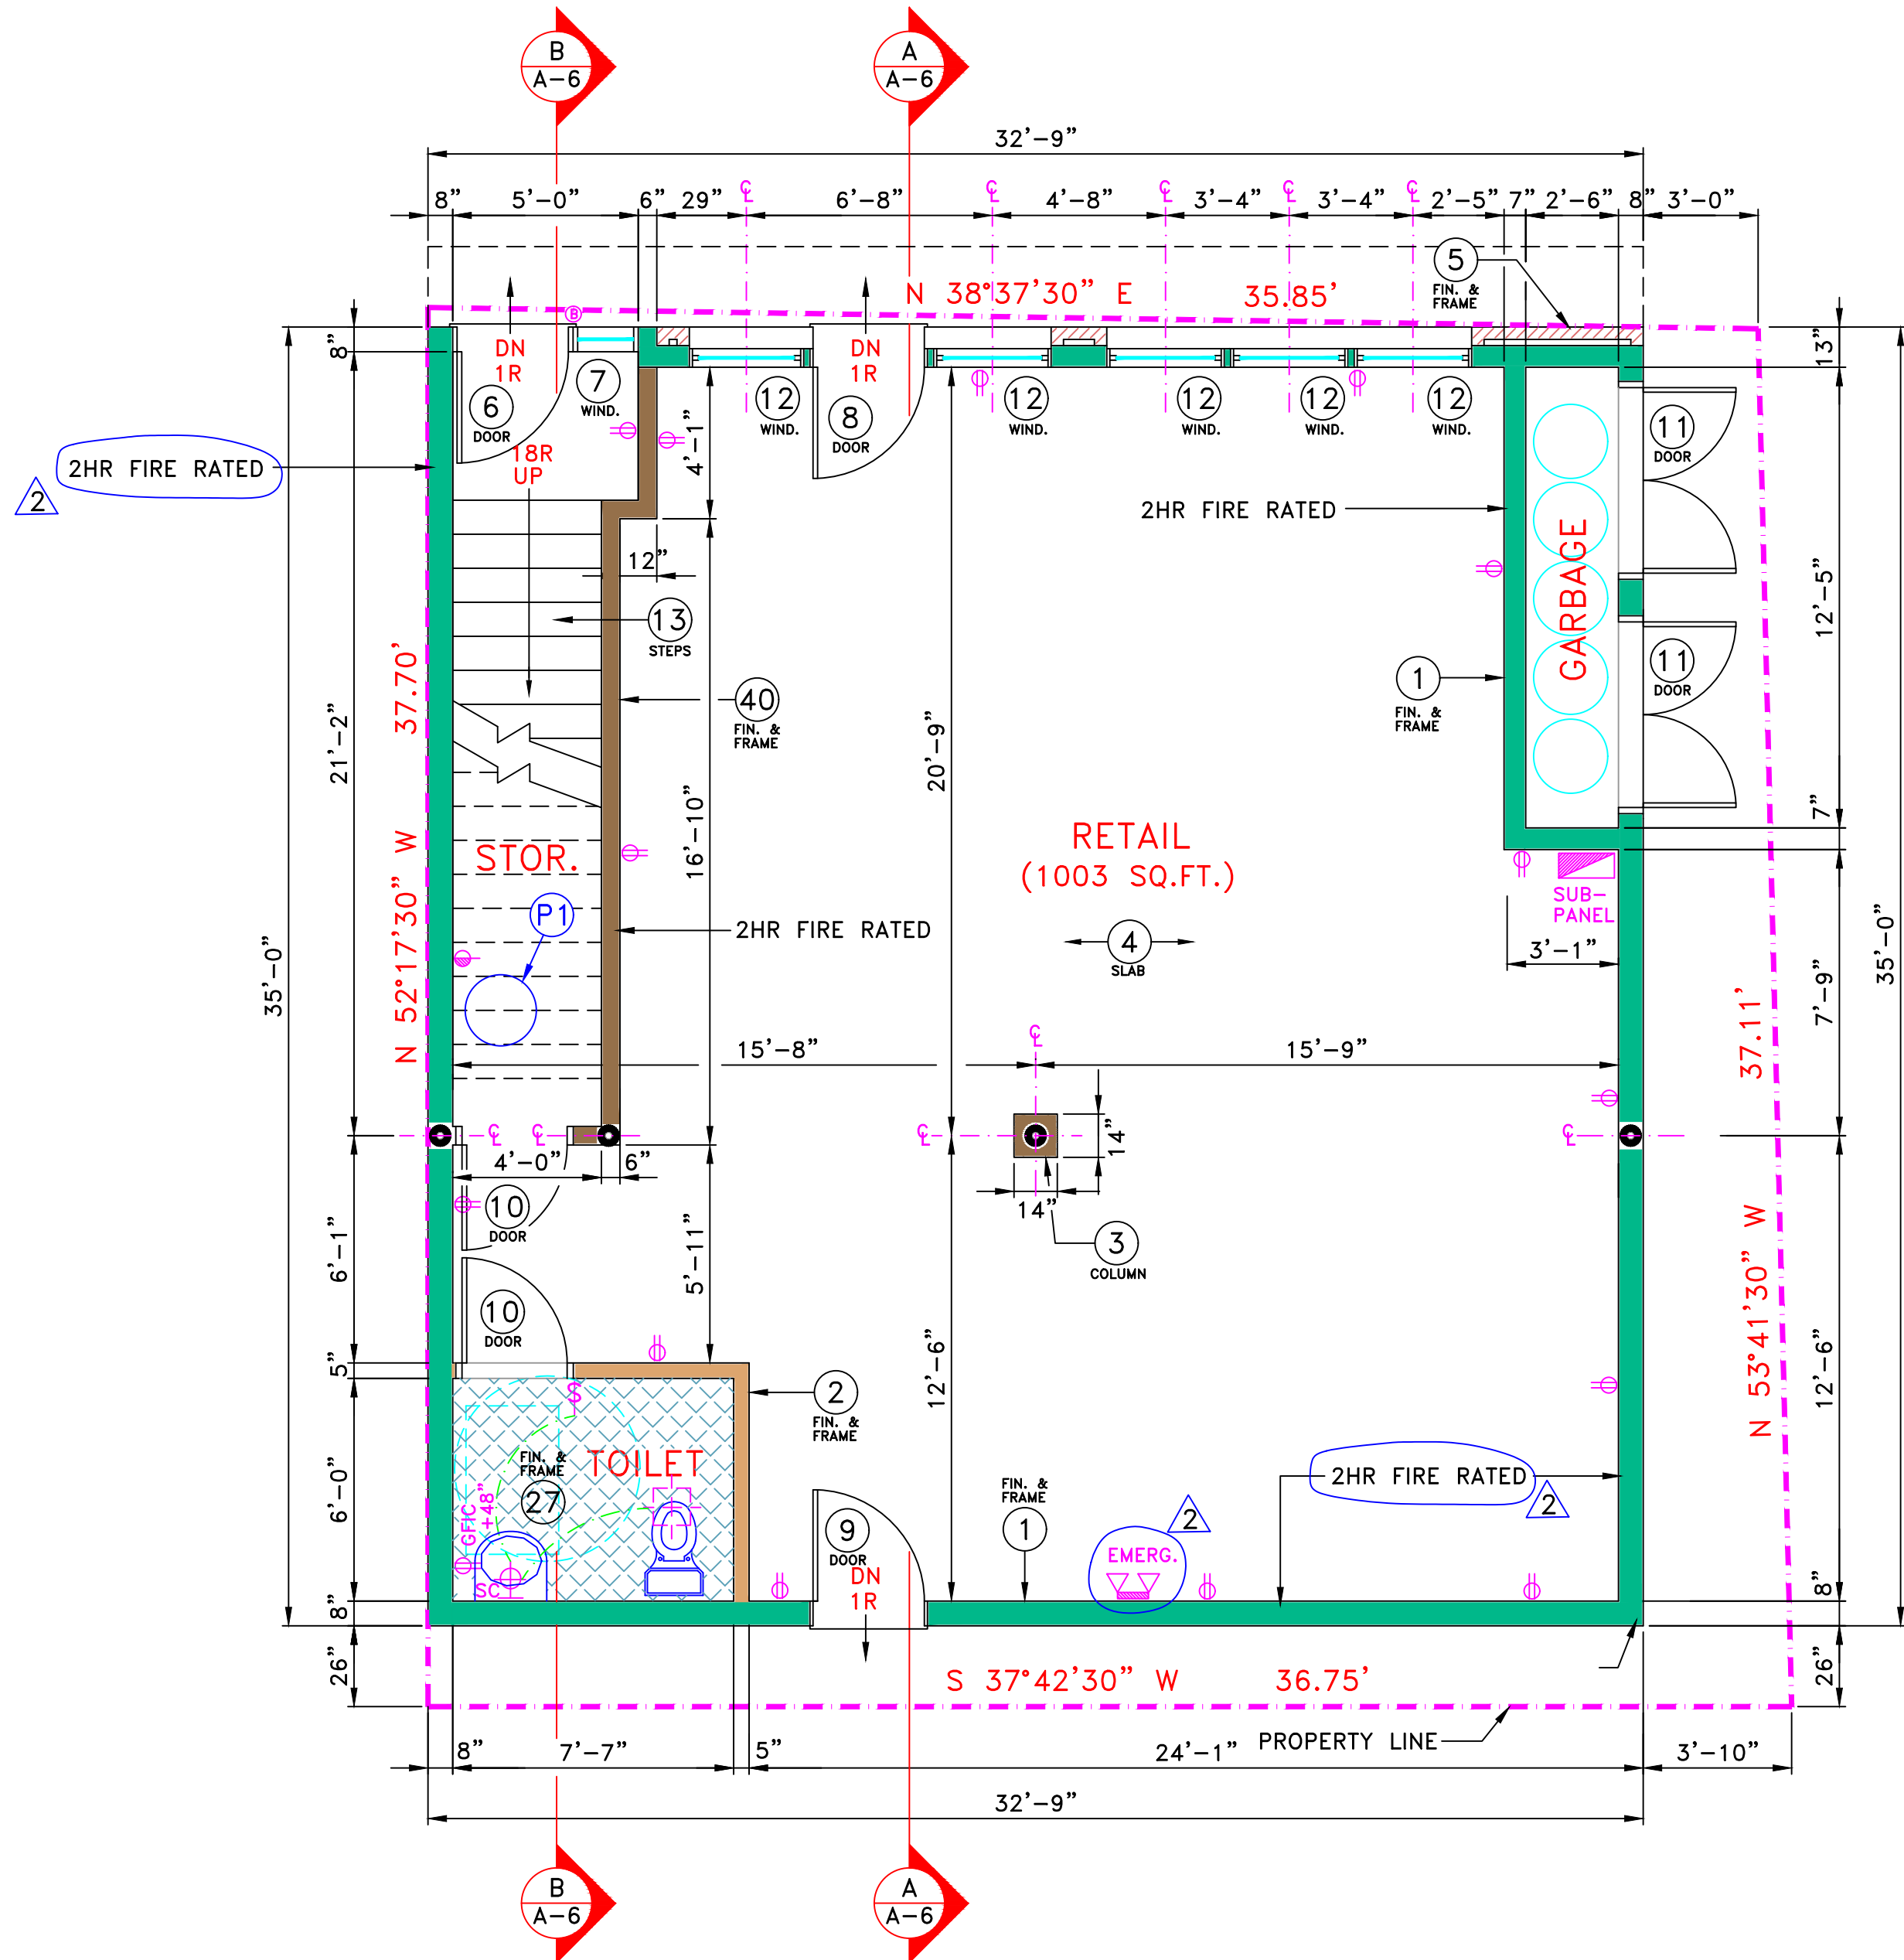 B
A-6
A
A-6
32'-9"
8"
5'-0"
6"
29"
6'-8"
4'-8"
3'-4"
3'-4"
2'-5"
7"
2'-6"
8"
3'-0"
5
FIN. &
FRAME
N 38°37'30" E 35.85'
B
8"
13"
DN
1R
DN
1R
6
DOOR
7
WIND.
12
WIND.
8
DOOR
12
WIND.
12
WIND.
12
WIND.
12
WIND.
11
DOOR
2HR FIRE RATED
2
18R
UP
4'-1"
2HR FIRE RATED
12"
13
STEPS
GARBAGE
12'-5"
11
DOOR
N 52°17'30" W 37.70'
21'-2"
40
FIN. &
FRAME
1
FIN. &
FRAME
20'-9"
16'-10"
7"
STOR.
RETAIL
(1003 SQ.FT.)
P1
SUB-
PANEL
2HR FIRE RATED
4
SLAB
3'-1"
35'-0"
35'-0"
7'-9"
15'-8"
15'-9"
N 53°41'30" W 37.11'
14"
4'-0"
6"
14"
10
DOOR
6'-1"
5'-11"
3
COLUMN
10
DOOR
5"
12'-6"
12'-6"
2
FIN. &
FRAME
S
TOILET
FIN. &
FRAME
27
6'-0"
GFIC
+48"
SC
9
DOOR
DN
1R
FIN. &
FRAME
1
EMERG.
2
2HR FIRE RATED
2
8"
8"
26"
26"
S 37°42'30" W 36.75'
PROPERTY LINE
8"
7'-7"
5"
24'-1"
3'-10"
32'-9"
B
A-6
A
A-6